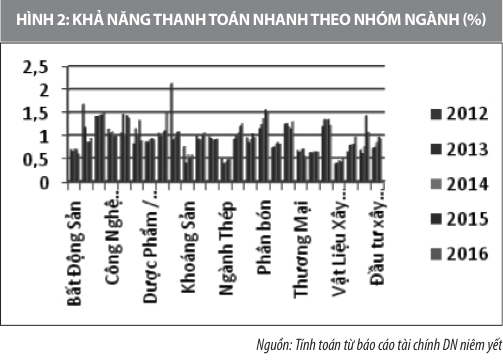 HÌNH 2: KHẢ NĂNG THANH TOÁN NHANH THEO NHÓM NGÀNH (%)
2,5
2
1,5
1
0,5
0
Bất Động Sản
Công Nghệ...
Dược Phẩm /...
Khoáng Sản
Ngành Thép
Phân bón
Thương Mại
Vật Liệu Xây...
Đầu tư xây...
2012
2013
2014
2015
2016
Nguồn: Tính toán từ báo cáo tài chính DN niêm yết